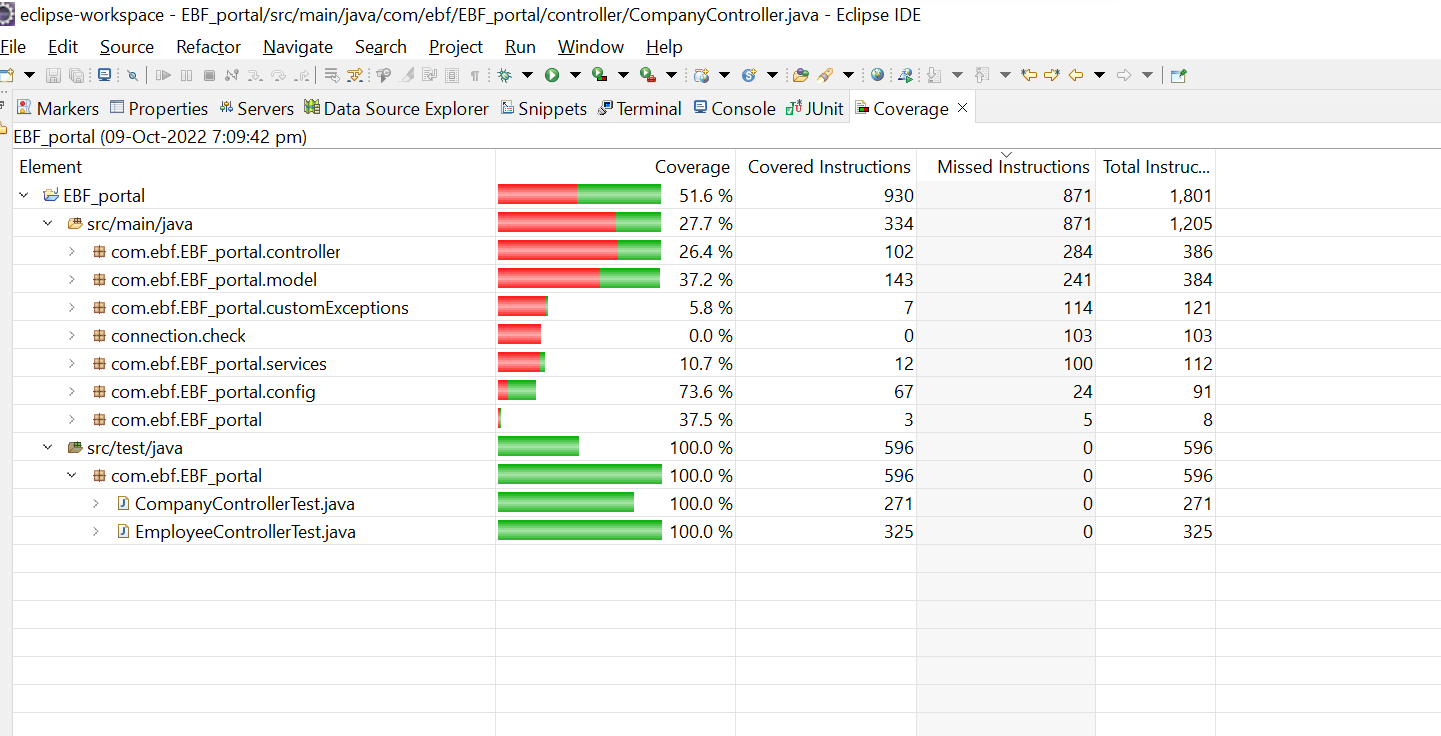 eclipse-workspace - EBF_portal/src/main/java/com/ebf/EBF_portal/controller/CompanyController.java - Eclipse IDE
File Edit Source Refactor Navigate Search Project Run Window Help
Markers Properties Servers Data Source Explorer Snippets Terminal Console JUnit Coverage
EBF_portal (09-Oct-2022 7:09:42 pm)
Element Coverage Covered Instructions Missed Instructions Total Instruc...
EBF_portal 51.6 % 930 871 1,801
src/main/java 27.7 % 334 871 1,205
com.ebf.EBF_portal.controller 26.4 % 102 284 386
com.ebf.EBF_portal.model 37.2 % 143 241 384
com.ebf.EBF_portal.customExceptions 5.8 % 7 114 121
connection.check 0.0 % 0 103 103
com.ebf.EBF_portal.services 10.7 % 12 100 112
com.ebf.EBF_portal.config 73.6 % 67 24 91
com.ebf.EBF_portal 37.5 % 3 5 8
src/test/java 100.0 % 596 0 596
com.ebf.EBF_portal 100.0 % 596 0 596
CompanyControllerTest.java 100.0 % 271 0 271
EmployeeControllerTest.java 100.0 % 325 0 325